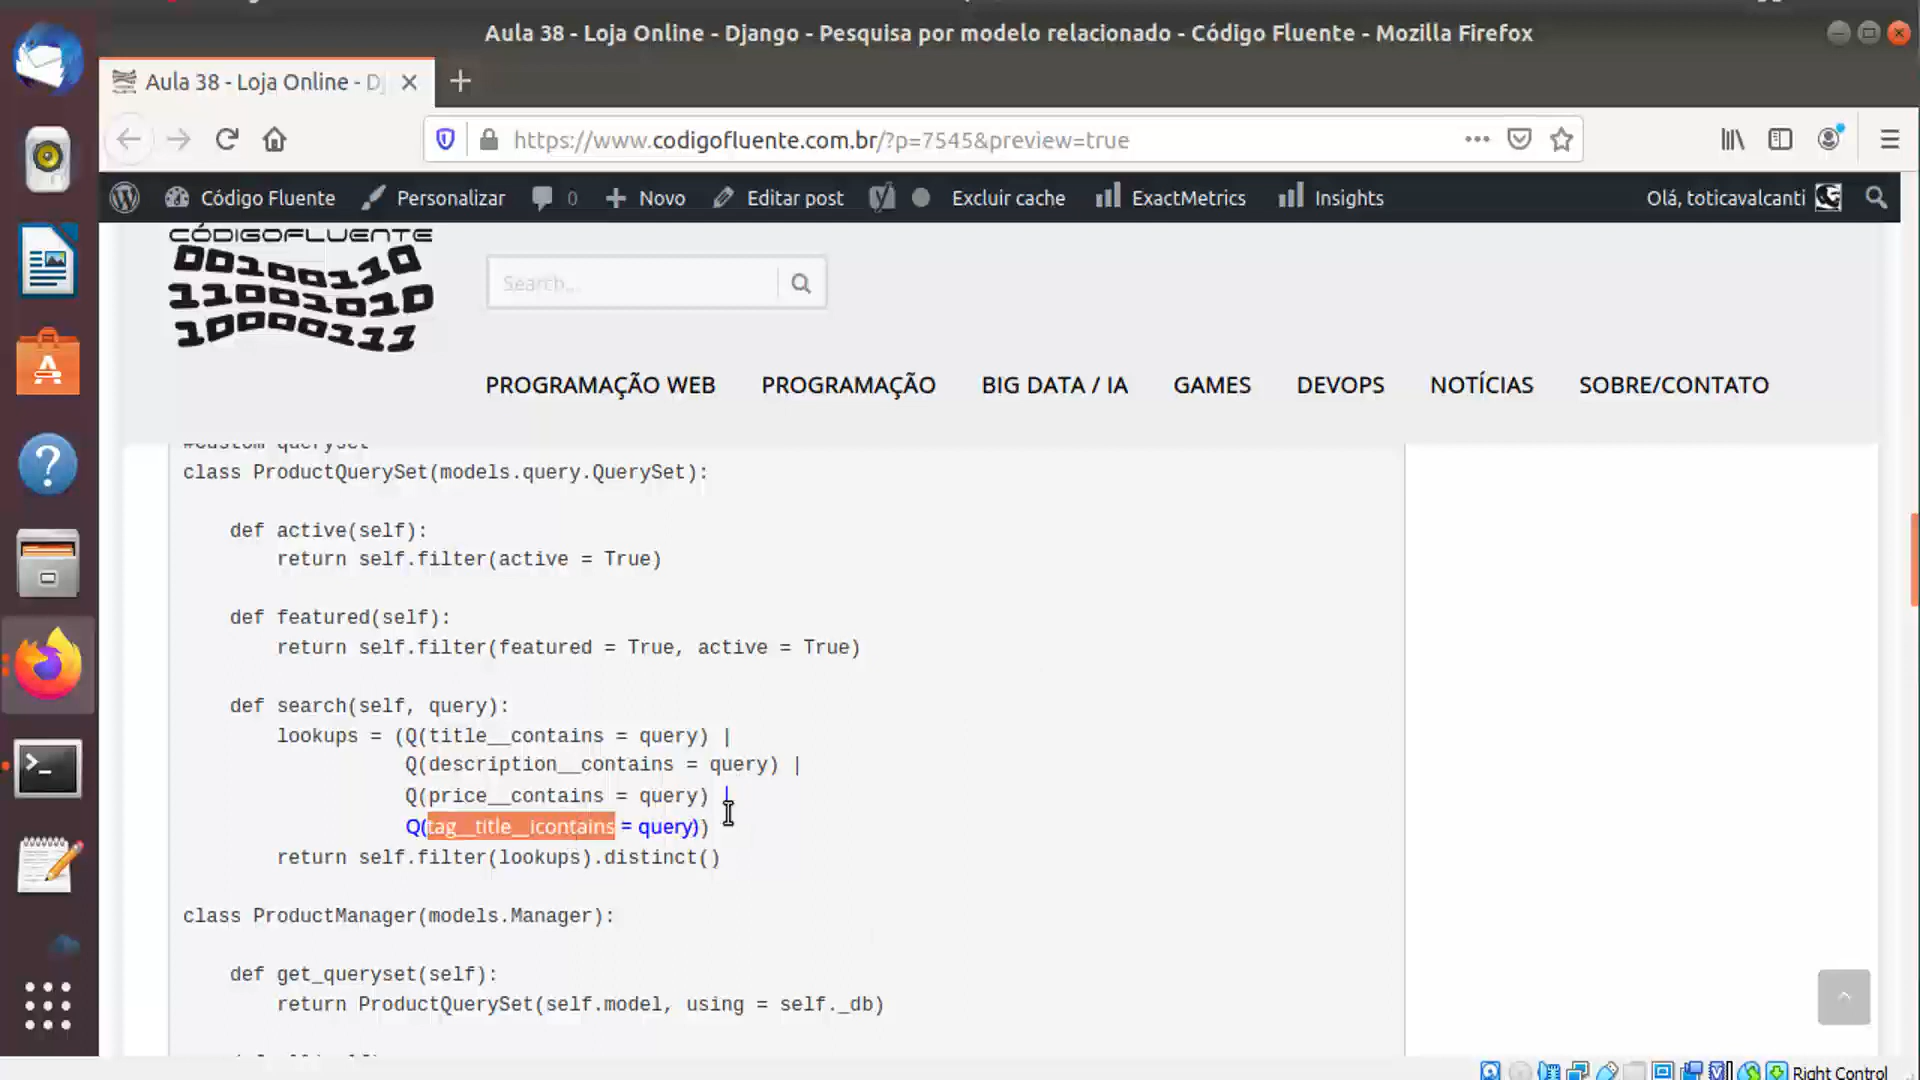 Aula 38 - Loja Online - Django - Pesquisa por modelo relacionado - Código Fluente - Mozilla Firefox
Aula 38 - Loja Online - Dj
https://www.codigofluente.com.br/?p=7545&preview=true
Código Fluente Personalizar 0 Novo Editar post Excluir cache ExactMetrics Insights Olá, toticavalcanti
CÓDIGOFLUENTE
00100110
11001010
10000111
Search...
PROGRAMAÇÃO WEB PROGRAMAÇÃO BIG DATA / IA GAMES DEVOPS NOTÍCIAS SOBRE/CONTATO
#Custom queryset
class ProductQuerySet(models.query.QuerySet):
def active(self):
return self.filter(active = True)
def featured(self):
return self.filter(featured = True, active = True)
def search(self, query):
lookups = (Q(title__contains = query) |
Q(description__contains = query) |
Q(price__contains = query) |
Q(tag__title__icontains = query))
return self.filter(lookups).distinct()
class ProductManager(models.Manager):
def get_queryset(self):
return ProductQuerySet(self.model, using = self._db)
Right Control